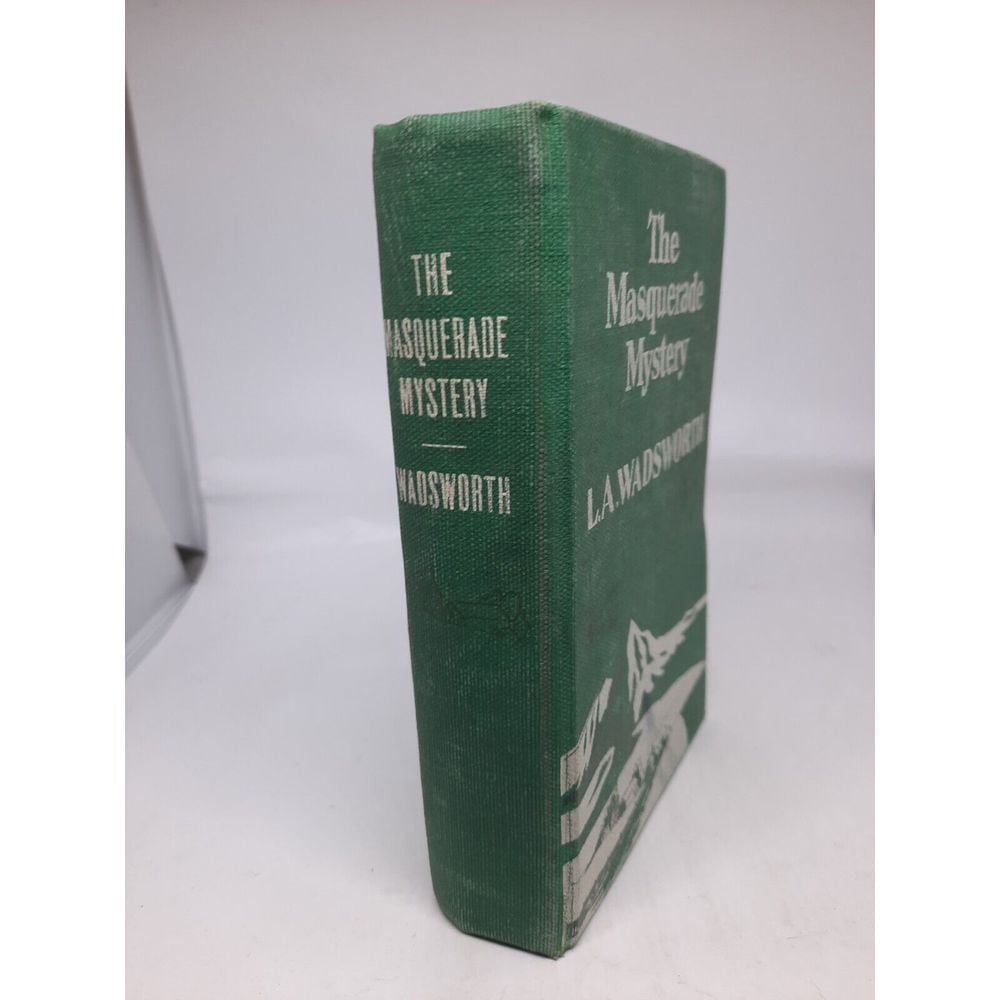 THE
MASQUERADE
MYSTERY
WADSWORTH
The
Masquerade
Mystery
L.A. WADSWORTH